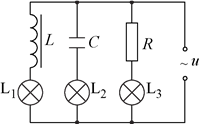 L C R ~ u
L₁ L₂ L₃